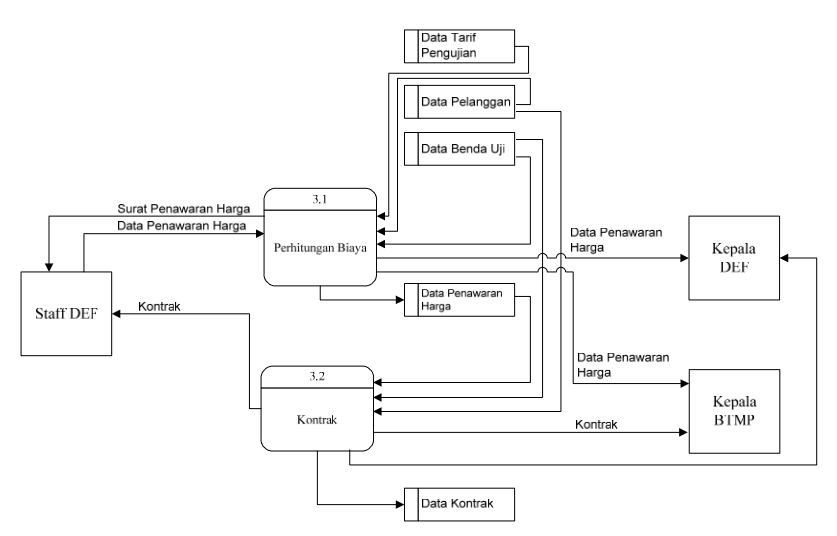 Data Tarif
Pengujian
Data Pelanggan
Data Benda Uji
3.1
Perhitungan Biaya
Surat Penawaran Harga
Data Penawaran Harga
Staff DEF
Kontrak
Data Penawaran
Harga
Kepala
DEF
Data Penawaran
Harga
3.2
Kontrak
Data Penawaran
Harga
Kepala
BTMP
Kontrak
Data Kontrak